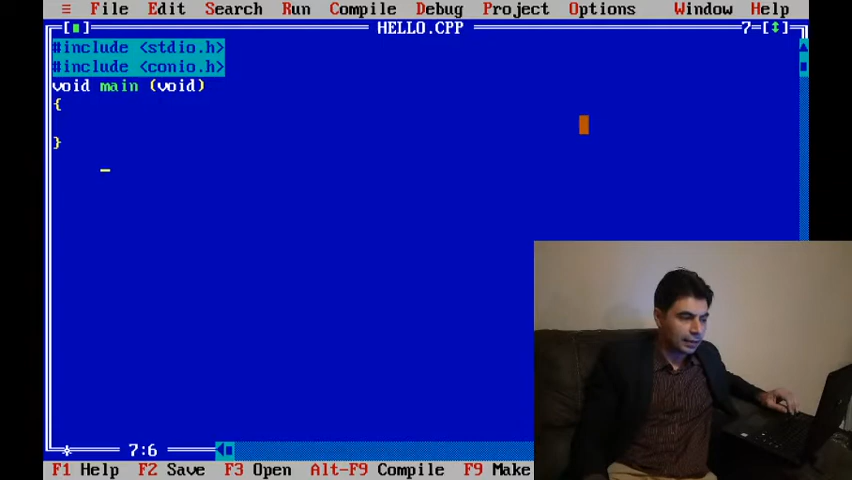 ≡ File Edit Search Run Compile Debug Project Options Window Help
[■] HELLO.CPP 7=[↕]
#include <stdio.h>
#include <conio.h>
void main (void)
{
}
7:6
F1 Help F2 Save F3 Open Alt-F9 Compile F9 Make